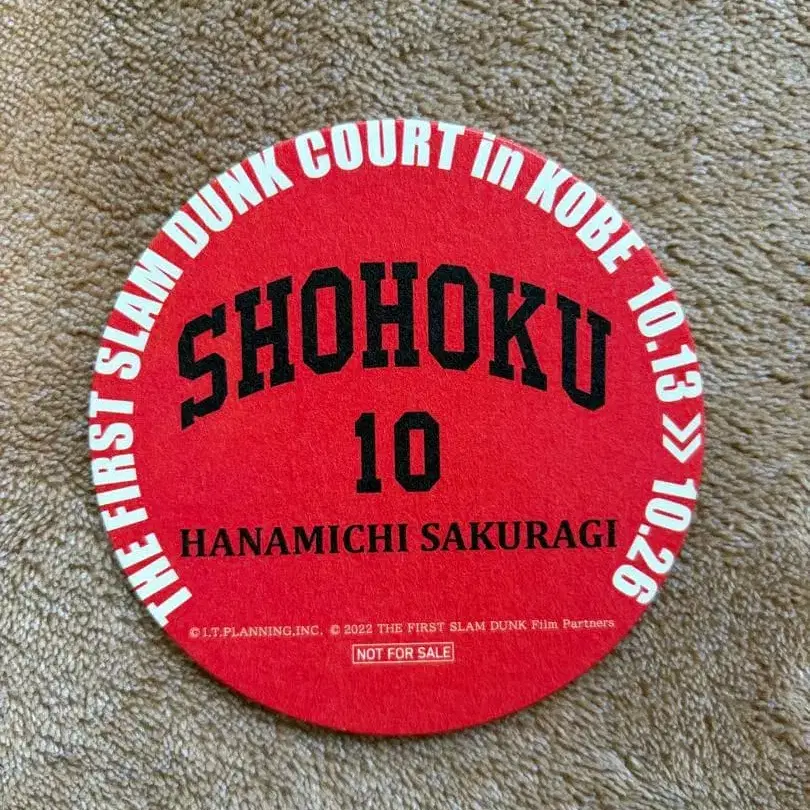 THE FIRST SLAM DUNK COURT in KOBE 10.13 » 10.26
SHOHOKU
10
HANAMICHI SAKURAGI
© I.T.PLANNING,INC. © 2022 THE FIRST SLAM DUNK Film Partners
NOT FOR SALE